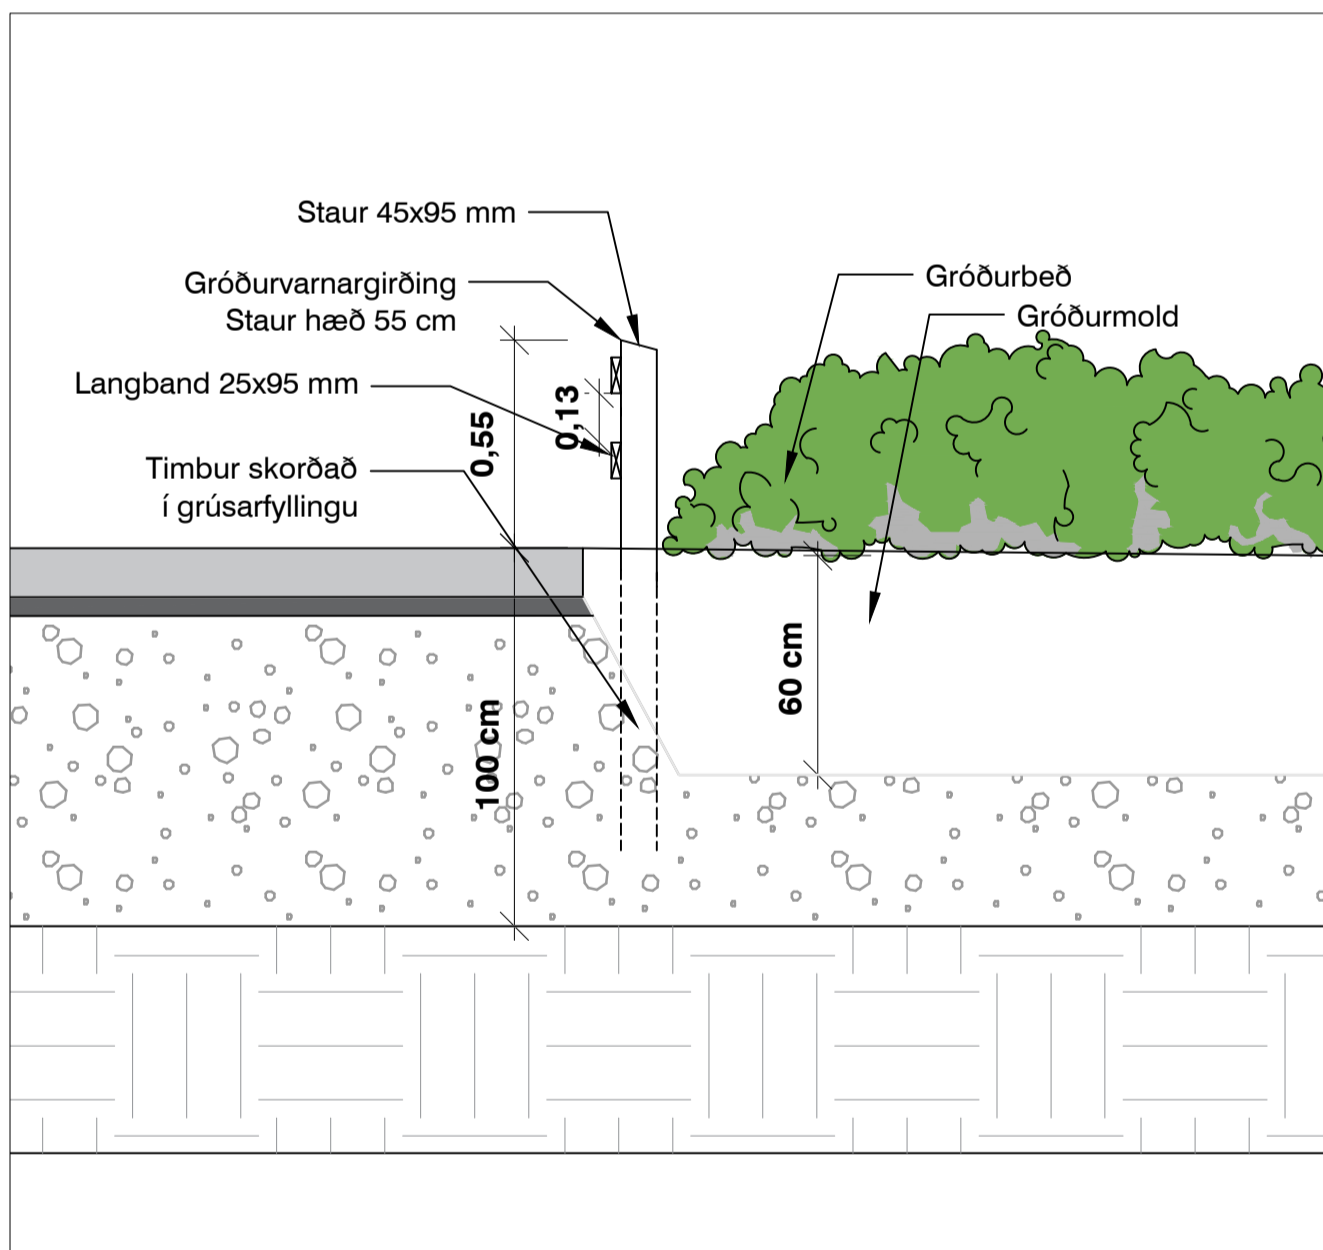 Staur 45x95 mm
Gróðurvarnargirðing
Staur hæð 55 cm
Langband 25x95 mm
Timbur skorðað
í grúsarfyllingu
Gróðurbeð
Gróðurmold
0,55
0,13
100 cm
60 cm